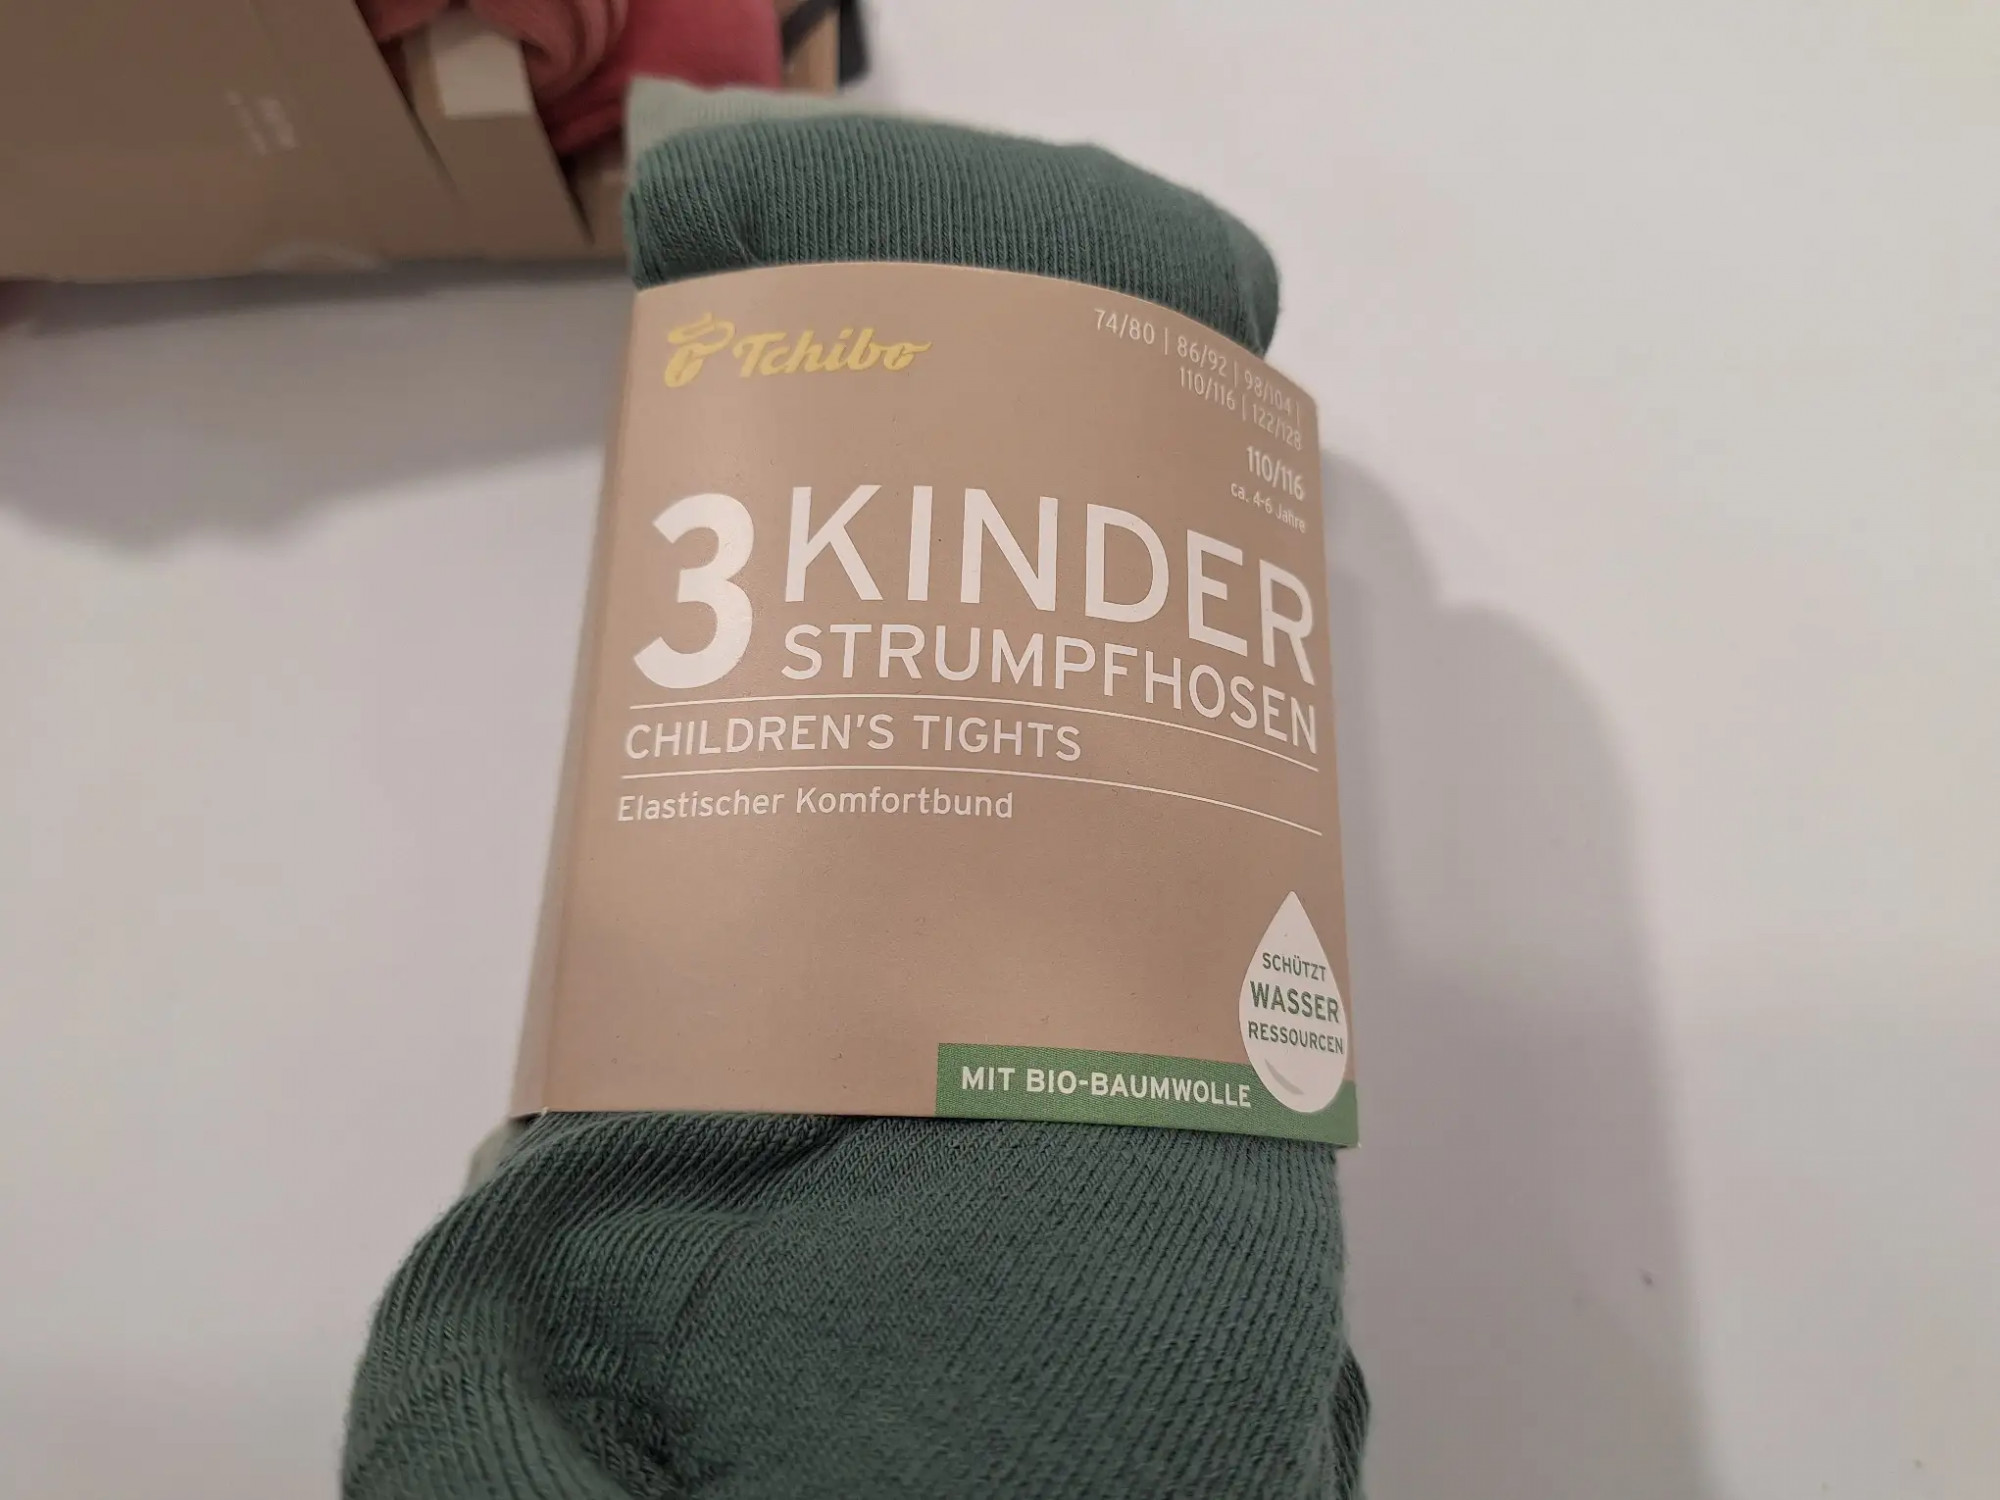 Tchibo
74/80 | 86/92 | 98/104 |
110/116 | 122/128
110/116
ca. 4-6 Jahre
3 KINDER
STRUMPFHOSEN
CHILDREN'S TIGHTS
Elastischer Komfortbund
SCHÜTZT
WASSER
RESSOURCEN
MIT BIO-BAUMWOLLE